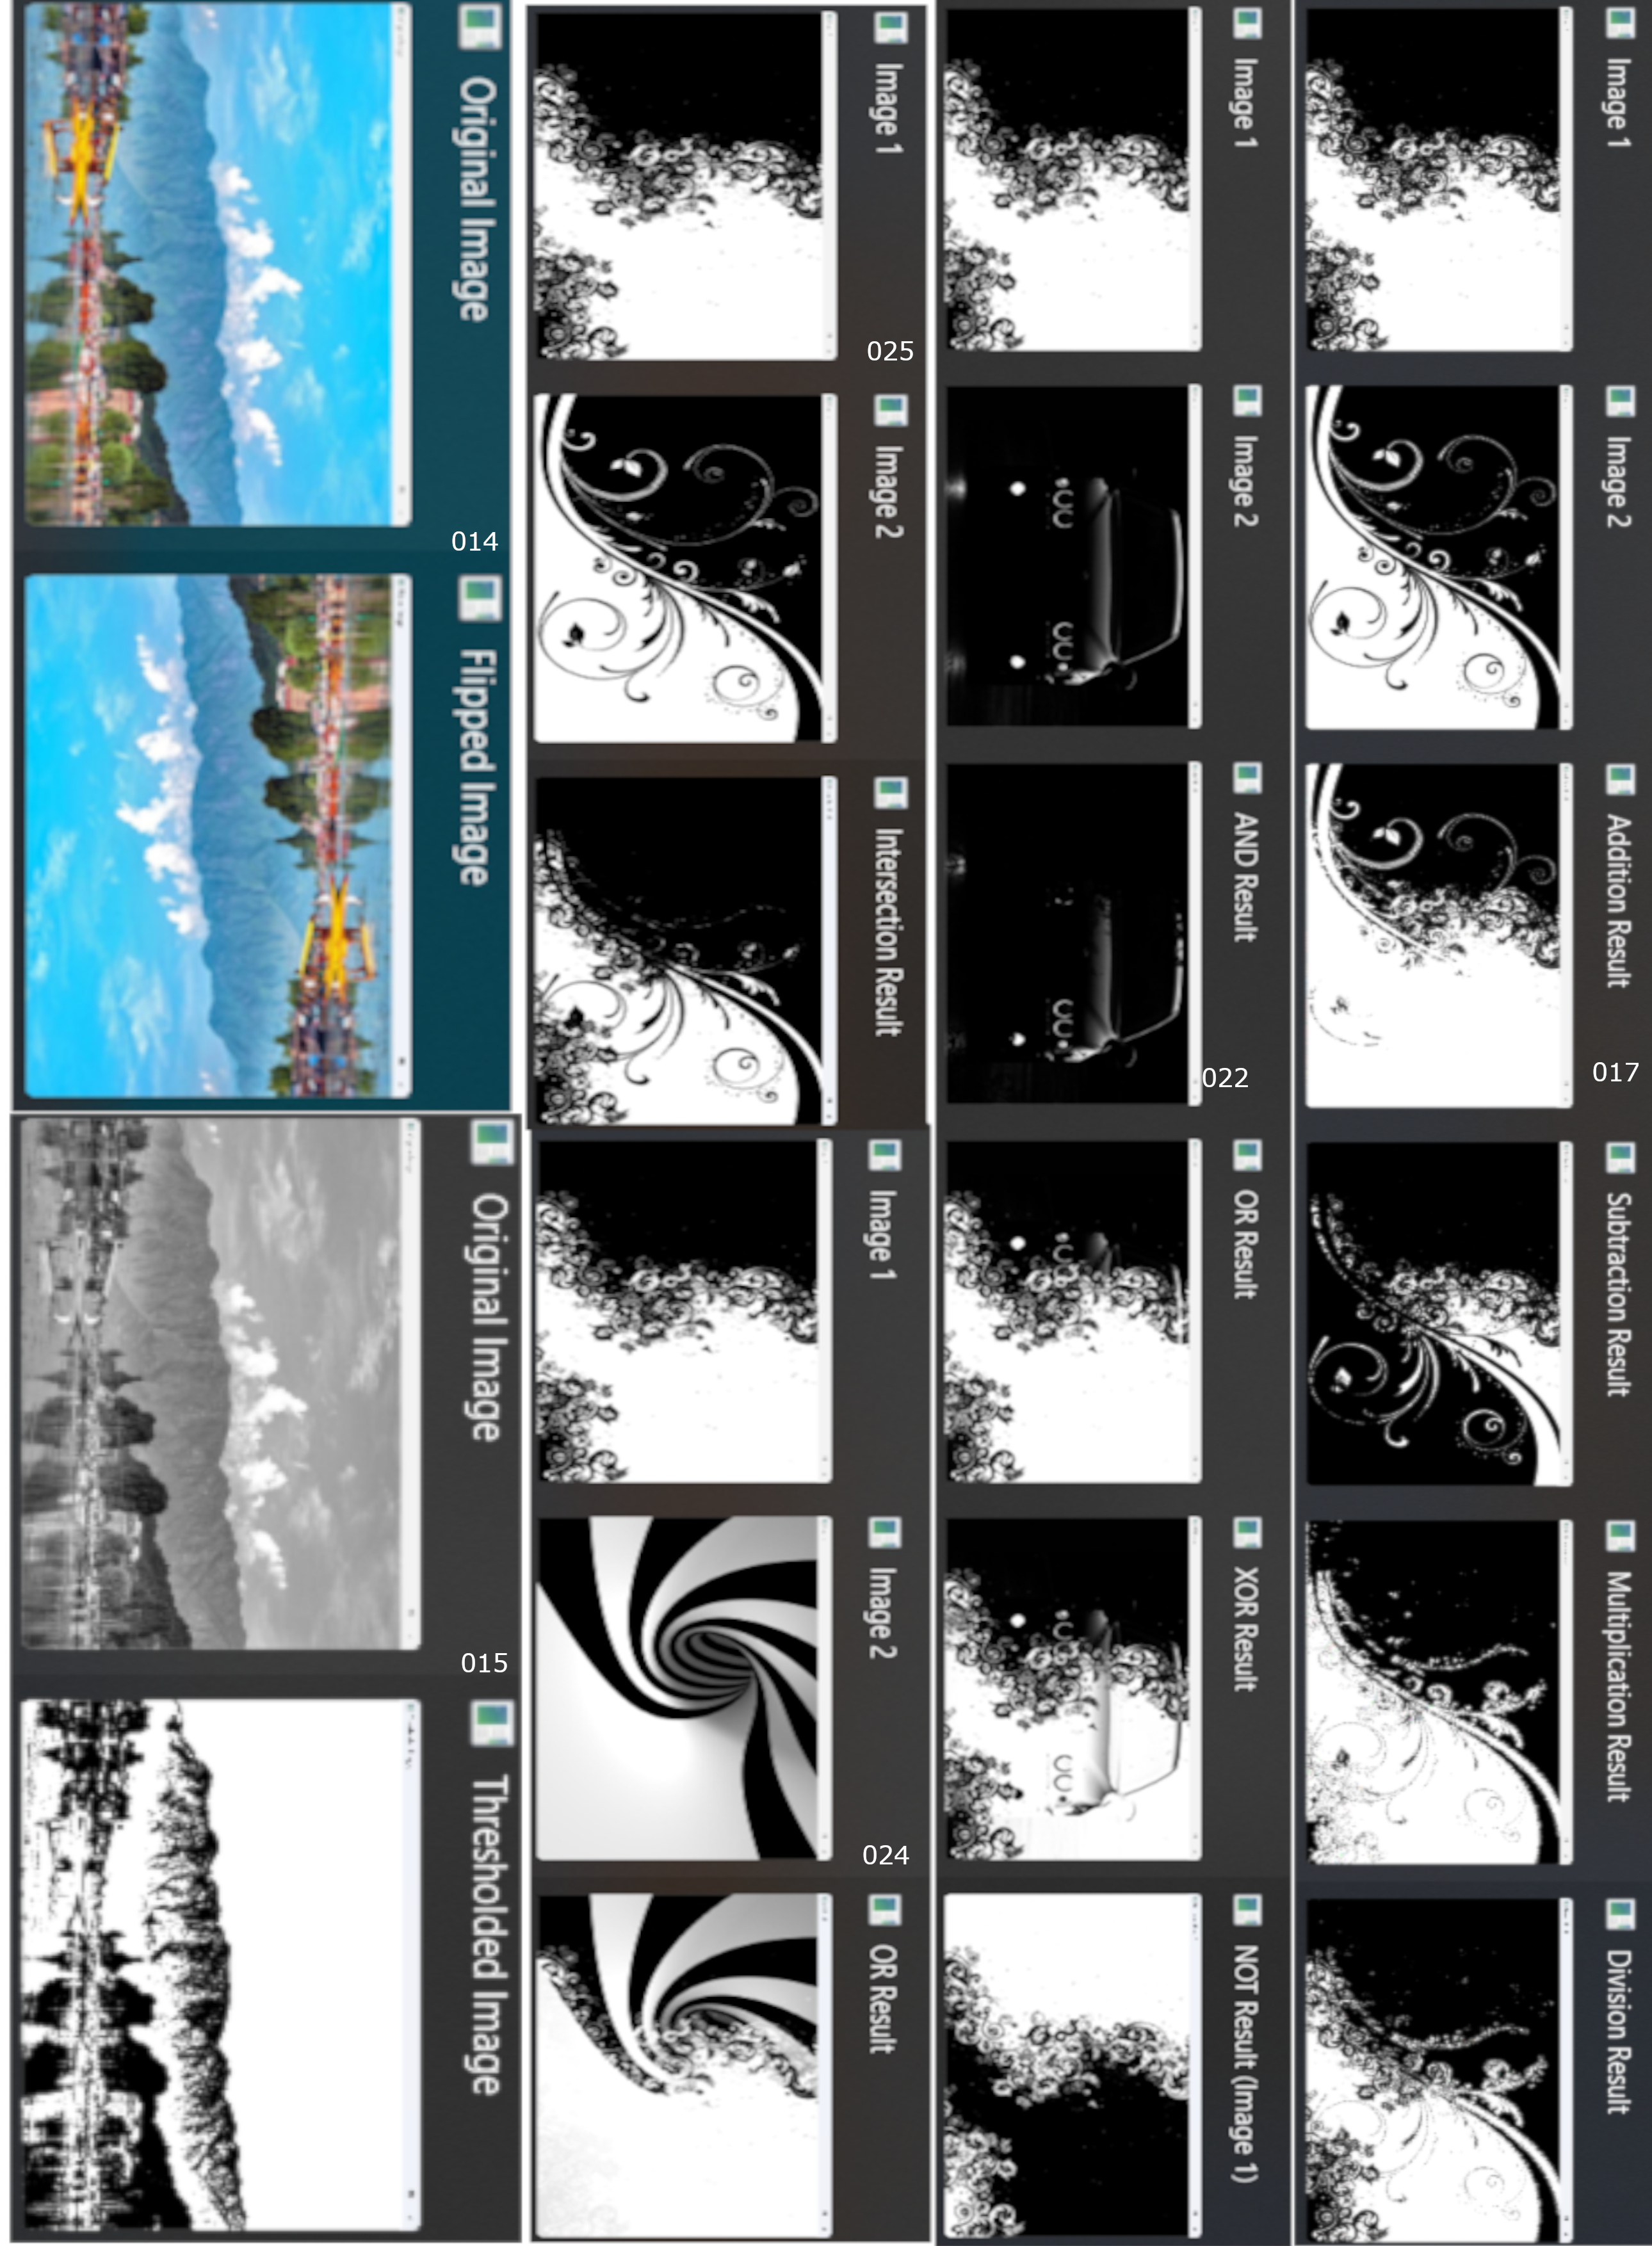 Image 1
Image 2
Addition Result
017
Subtraction Result
Multiplication Result
Division Result
Image 1
Image 2
AND Result
022
OR Result
XOR Result
NOT Result (Image 1)
Image 1
025
Image 2
Intersection Result
Image 1
Image 2
024
OR Result
Original Image
014
Flipped Image
Original Image
015
Thresholded Image